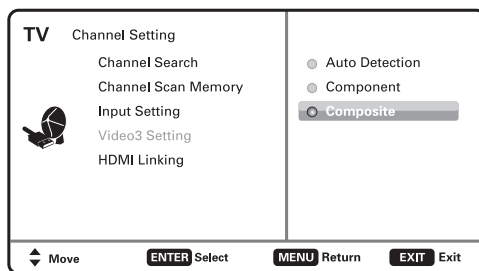 TV Channel Setting
Channel Search
Channel Scan Memory
Input Setting
Video3 Setting
HDMI Linking
Auto Detection
Component
Composite
Move ENTER Select MENU Return EXIT Exit